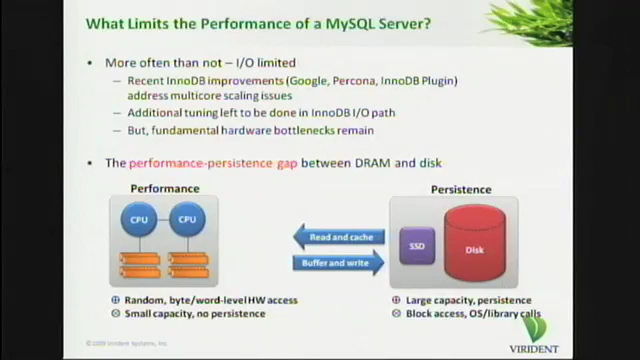 What Limits the Performance of a MySQL Server?
More often than not – I/O limited
– Recent InnoDB improvements (Google, Percona, InnoDB Plugin)
address multicore scaling issues
– Additional tuning left to be done in InnoDB I/O path
– But, fundamental hardware bottlenecks remain
The performance-persistence gap between DRAM and disk
Performance
Persistence
CPU
CPU
Read and cache
Buffer and write
SSD
Disk
Random, byte/word-level HW access
Small capacity, no persistence
Large capacity, persistence
Block access, OS/library calls
©2009 Virident Systems, Inc.
VIRIDENT